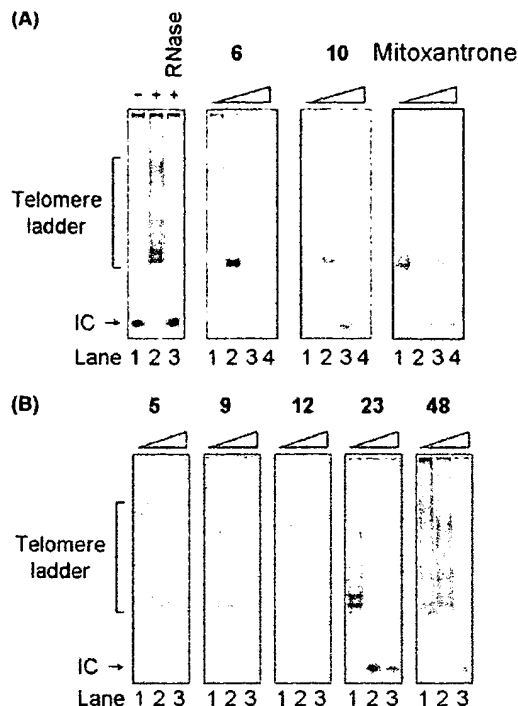 (A)
RNase
- + +
6 10 Mitoxantrone
Telomere
ladder
IC →
Lane 1 2 3 1 2 3 4 1 2 3 4 1 2 3 4
(B)
5 9 12 23 48
Telomere
ladder
IC →
Lane 1 2 3 1 2 3 1 2 3 1 2 3 1 2 3